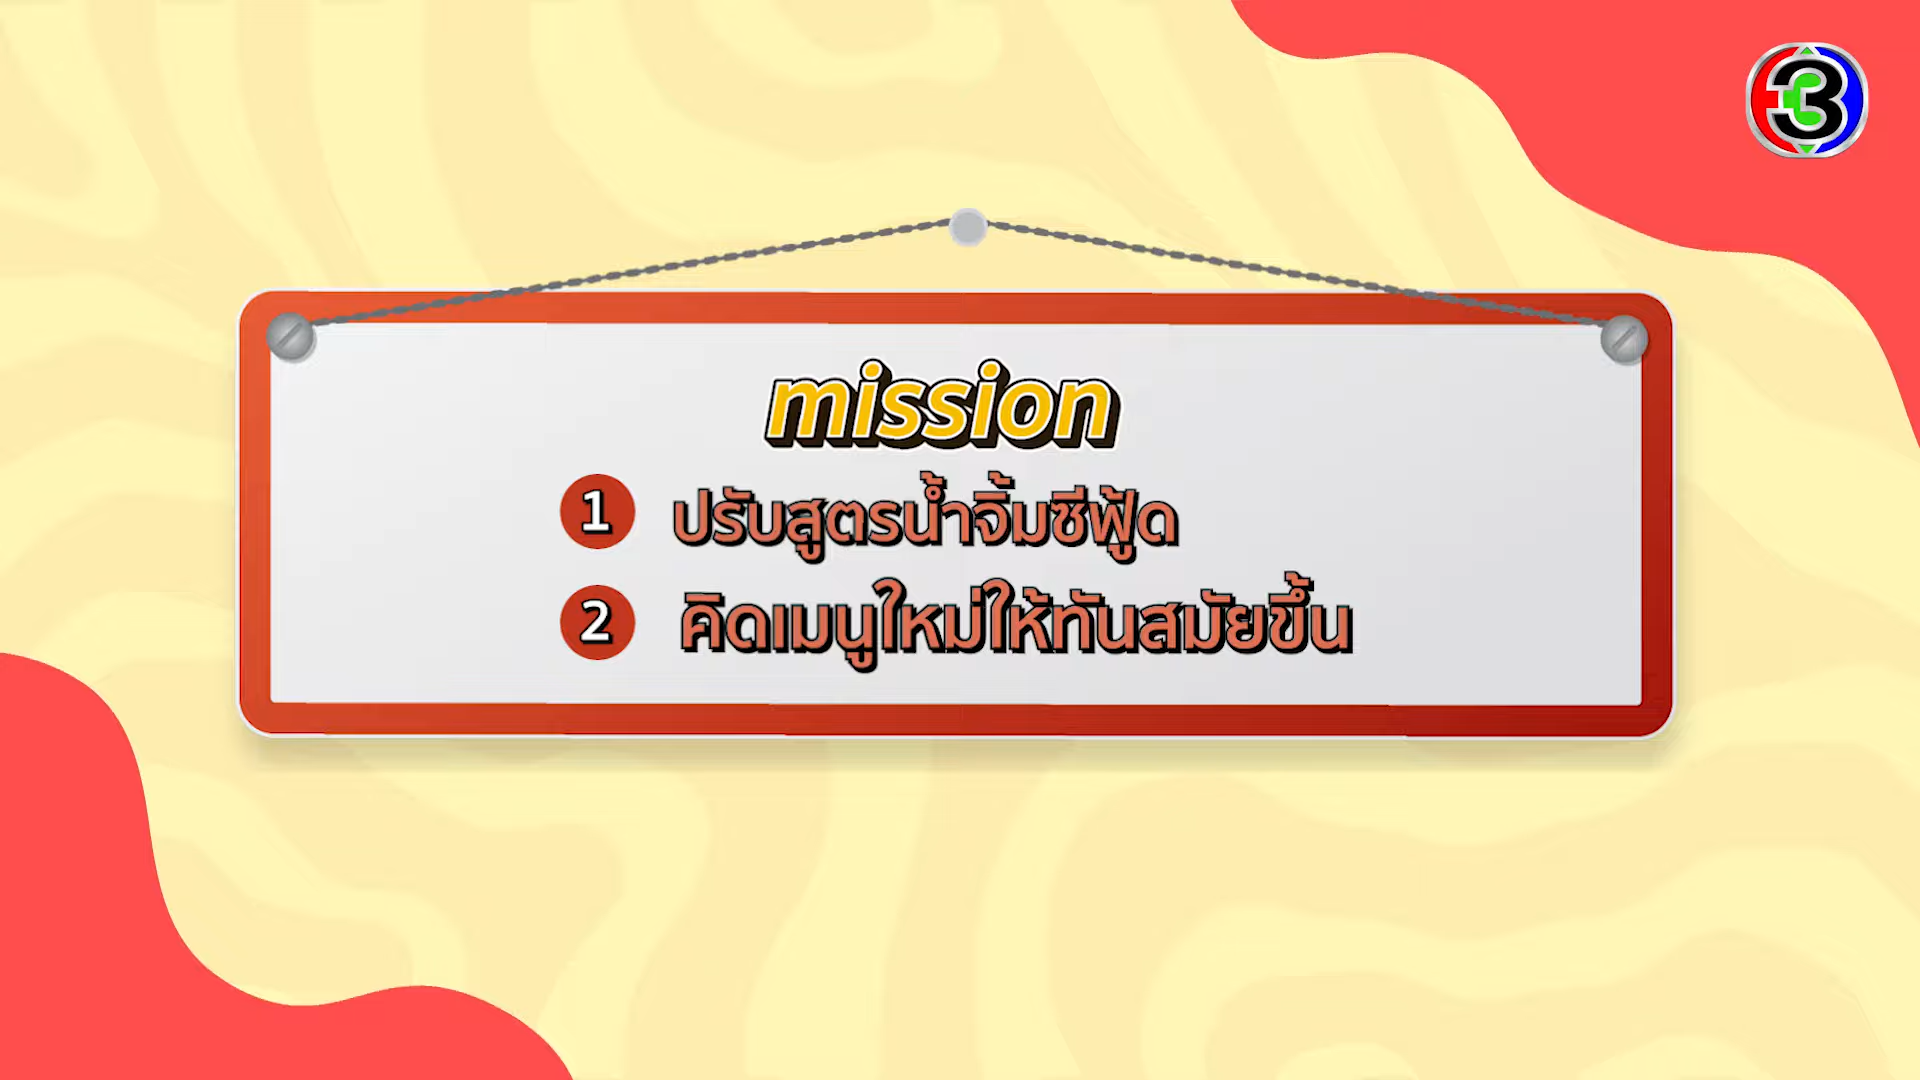 3
mission
1 ปรับสูตรน้ำจิ้มซีฟู้ด
2 คิดเมนูใหม่ให้ทันสมัยขึ้น